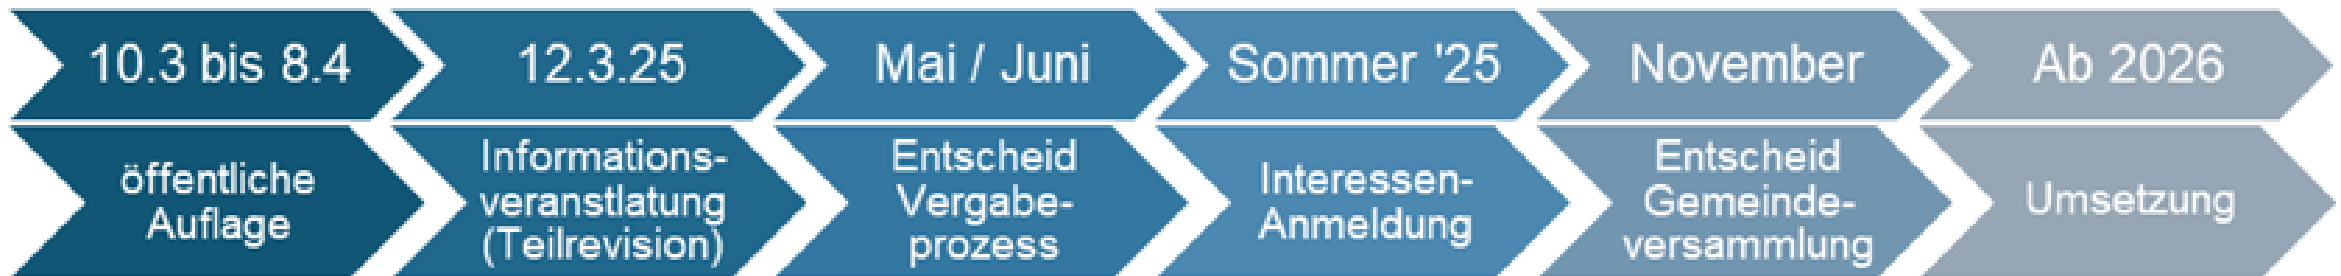 10.3 bis 8.4
12.3.25
Mai / Juni
Sommer '25
November
Ab 2026
öffentliche
Auflage
Informations-
veranstlatung
(Teilrevision)
Entscheid
Vergabe-
prozess
Interessen-
Anmeldung
Entscheid
Gemeinde-
versammlung
Umsetzung